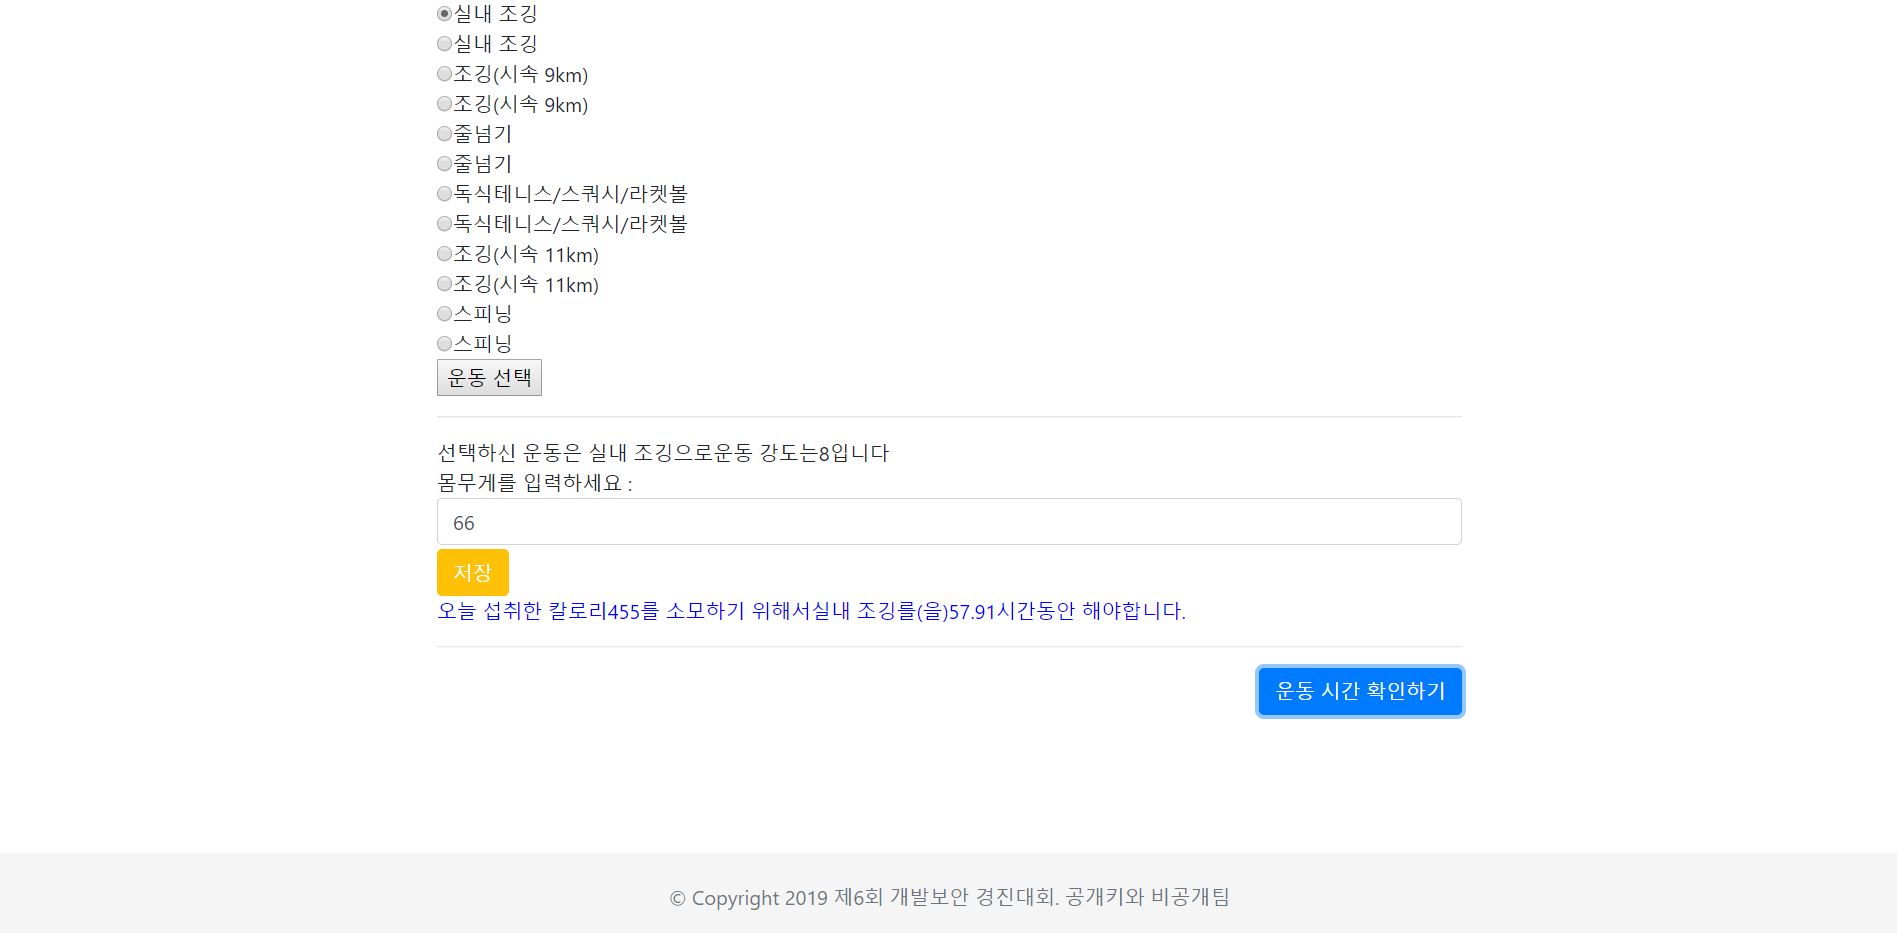 실내 조깅
실내 조깅
조깅(시속 9km)
조깅(시속 9km)
줄넘기
줄넘기
독식테니스/스쿼시/라켓볼
독식테니스/스쿼시/라켓볼
조깅(시속 11km)
조깅(시속 11km)
스피닝
스피닝
운동 선택
선택하신 운동은 실내 조깅으로운동 강도는8입니다
몸무게를 입력하세요 :
66
저장
오늘 섭취한 칼로리455를 소모하기 위해서실내 조깅를(을)57.91시간동안 해야합니다.
운동 시간 확인하기
© Copyright 2019 제6회 개발보안 경진대회. 공개키와 비공개팀